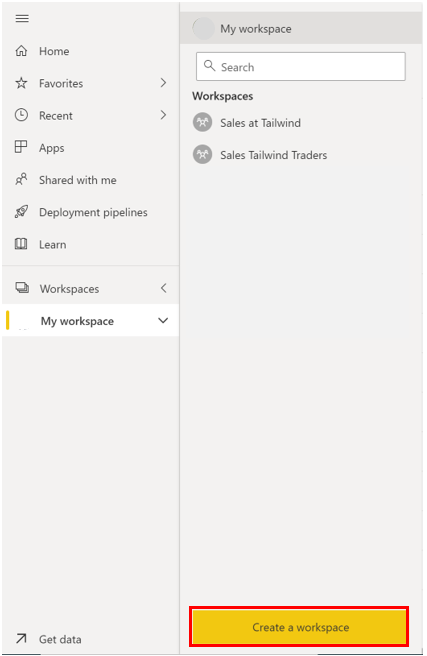 Home
Favorites
Recent
Apps
Shared with me
Deployment pipelines
Learn
Workspaces
My workspace
Get data
My workspace
Search
Workspaces
Sales at Tailwind
Sales Tailwind Traders
Create a workspace